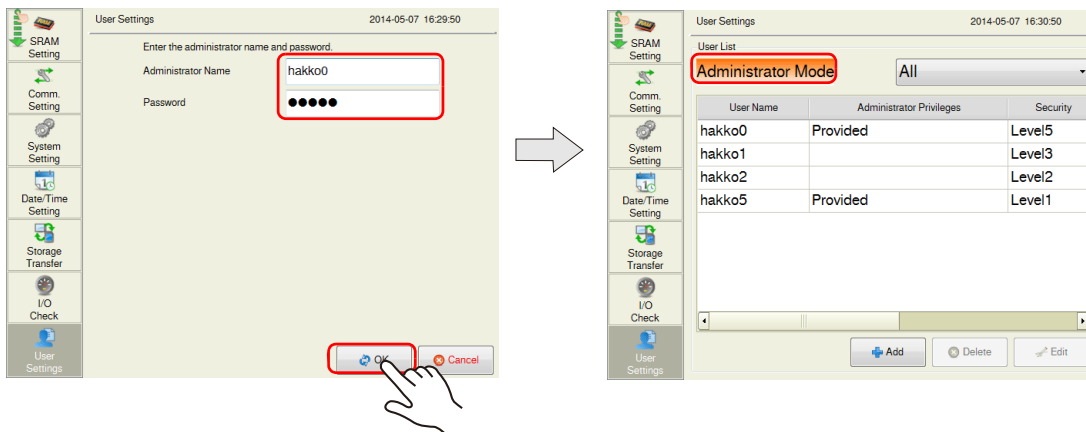 User Settings 2014-05-07 16:29:50
SRAM
Setting
Comm.
Setting
System
Setting
Date/Time
Setting
Storage
Transfer
I/O
Check
User
Settings
Enter the administrator name and password.
Administrator Name hakko0
Password ●●●●●
OK Cancel
User Settings 2014-05-07 16:30:50
SRAM
Setting
Comm.
Setting
System
Setting
Date/Time
Setting
Storage
Transfer
I/O
Check
User
Settings
User List
Administrator Mode All
User Name Administrator Privileges Security
hakko0 Provided Level5
hakko1 Level3
hakko2 Level2
hakko5 Provided Level1
Add Delete Edit